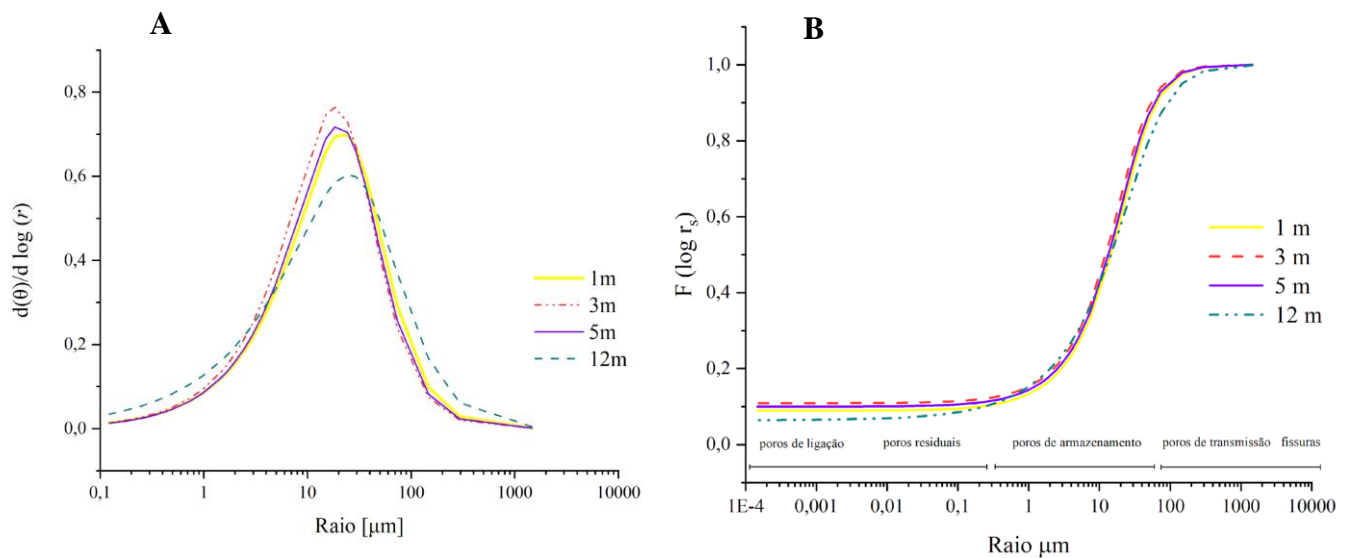 A
d(θ)/d log (r)
0,8
0,6
0,4
0,2
0,0
1m
3m
5m
12m
0,1 1 10 100 1000 10000
Raio [μm]
B
F (log rs)
1,0
0,8
0,6
0,4
0,2
0,0
1 m
3 m
5 m
12 m
poros de ligação poros residuais poros de armazenamento poros de transmissão fissuras
1E-4 0,001 0,01 0,1 1 10 100 1000 10000
Raio μm